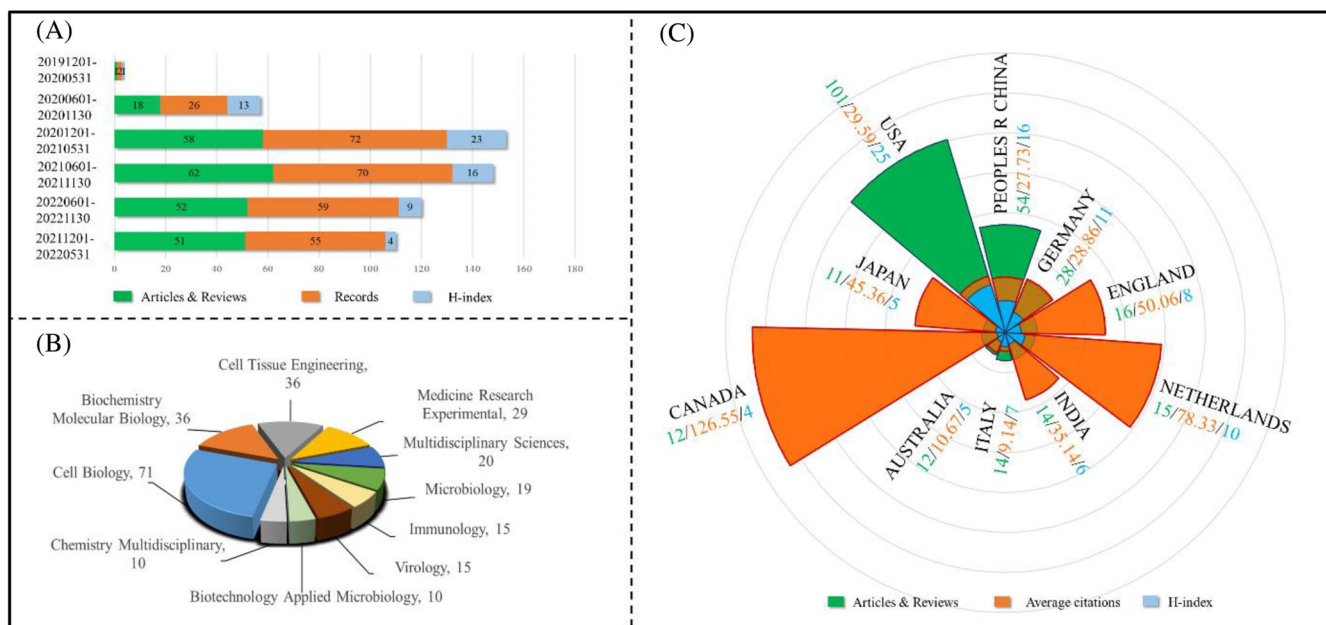 (A)
20191201-
20200531
121
20200601-
20201130
18 26 13
20201201-
20210531
58 72 23
20210601-
20211130
62 70 16
20220601-
20221130
52 59 9
20211201-
20220531
51 55 4
0 20 40 60 80 100 120 140 160 180
Articles & Reviews Records H-index
(B)
Cell Tissue Engineering,
36
Biochemistry
Molecular Biology, 36
Medicine Research
Experimental, 29
Multidisciplinary Sciences,
20
Cell Biology, 71
Microbiology, 19
Immunology, 15
Chemistry Multidisciplinary,
10
Virology, 15
Biotechnology Applied Microbiology, 10
(C)
USA
101/29.59/25
PEOPLES R CHINA
54/27.73/16
GERMANY
28/28.86/11
ENGLAND
16/50.06/8
NETHERLANDS
15/78.33/10
INDIA
14/35.14/6
ITALY
14/9.14/7
AUSTRALIA
12/10.67/5
CANADA
12/126.55/4
JAPAN
11/45.36/5
Articles & Reviews Average citations H-index